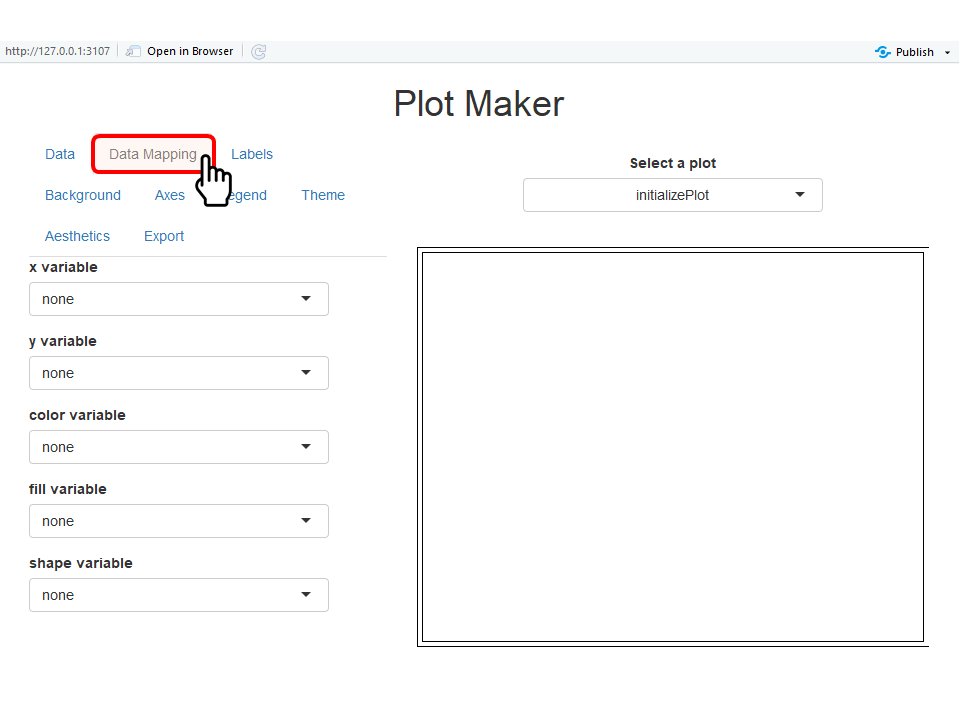 http://127.0.0.1:3107 Open in Browser Publish
Plot Maker
Data Data Mapping Labels
Background Axes egend Theme
Aesthetics Export
Select a plot
initializePlot
x variable
none
y variable
none
color variable
none
fill variable
none
shape variable
none